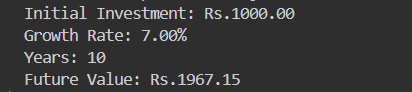 Initial Investment: Rs.1000.00
Growth Rate: 7.00%
Years: 10
Future Value: Rs.1967.15